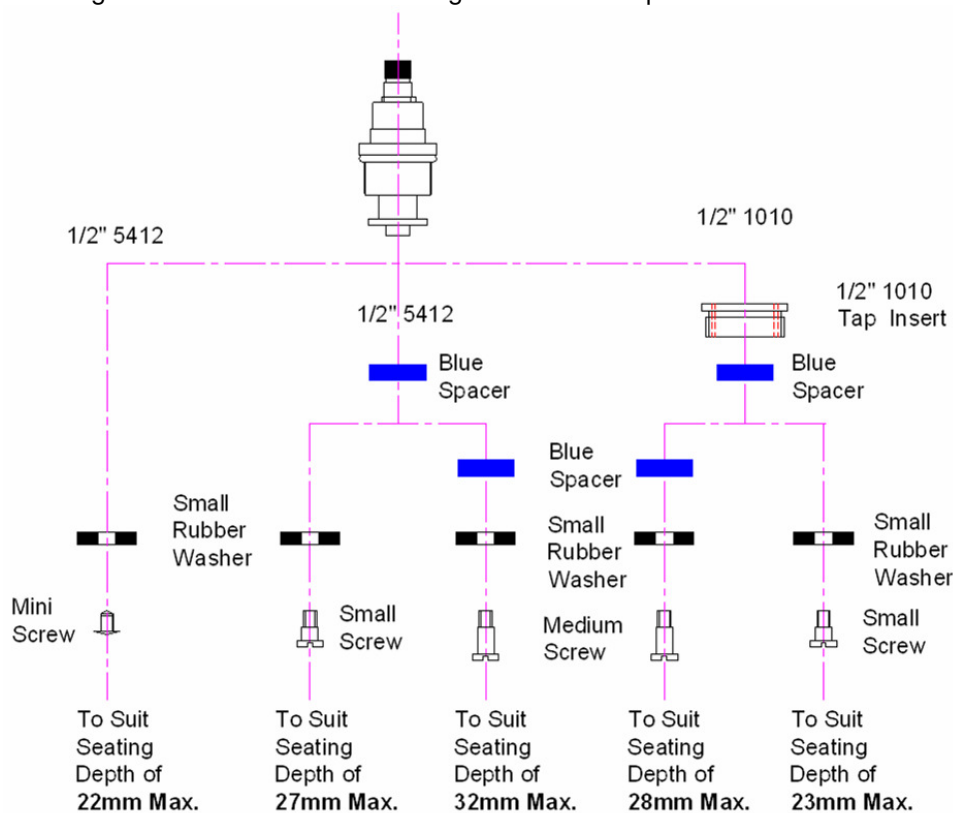 1/2" 5412
1/2" 1010
1/2" 5412
1/2" 1010
Tap Insert
Blue
Spacer
Blue
Spacer
Blue
Spacer
Small
Rubber
Washer
Small
Rubber
Washer
Small
Rubber
Washer
Mini
Screw
Small
Screw
Medium
Screw
Small
Screw
To Suit
Seating
Depth of
22mm Max.
To Suit
Seating
Depth of
27mm Max.
To Suit
Seating
Depth of
32mm Max.
To Suit
Seating
Depth of
28mm Max.
To Suit
Seating
Depth of
23mm Max.